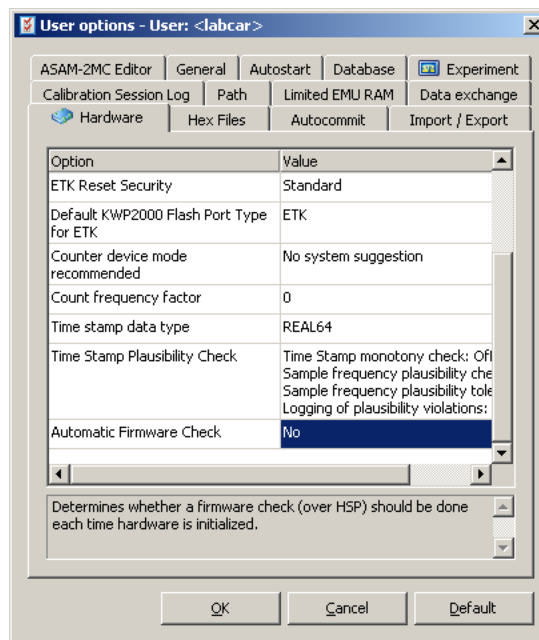 User options - User: <labcar>
ASAM-2MC Editor
General
Autostart
Database
Experiment
Calibration Session Log
Path
Limited EMU RAM
Data exchange
Hardware
Hex Files
Autocommit
Import / Export
Option
Value
ETK Reset Security
Standard
Default KWP2000 Flash Port Type
for ETK
ETK
Counter device mode
recommended
No system suggestion
Count frequency factor
0
Time stamp data type
REAL64
Time Stamp Plausibility Check
Time Stamp monotony check:
Sample frequency plausibility
Sample frequency plausibility
Logging of plausibility violations:
Automatic Firmware Check
No
Determines whether a firmware check (over HSP) should be done
each time hardware is initialized.
OK
Cancel
Default